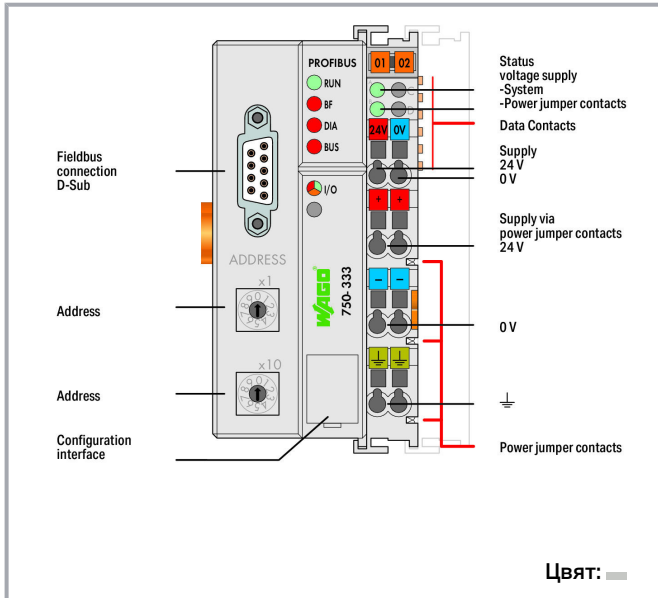 PROFIBUS
RUN
BF
DIA
BUS
I/O
01 02
C
D
24V 0V
+ +
— —
ADDRESS
x1
x10
WAGO
750-333
Fieldbus
connection
D-Sub
Address
Address
Configuration
interface
Status
voltage supply
-System
-Power jumper contacts
Data Contacts
Supply
24 V
0 V
Supply via
power jumper contacts
24 V
0 V
Power jumper contacts
Цвят: